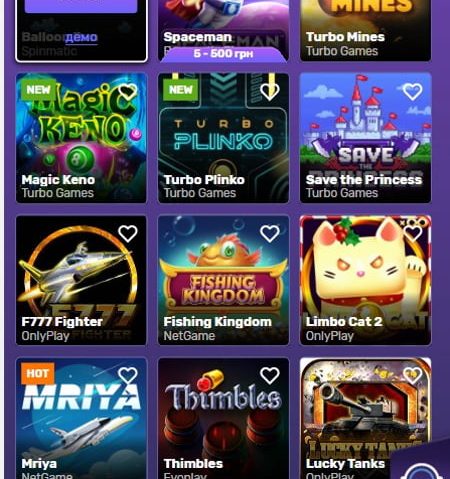 демо
Balloon
Spinmatic
Spaceman
5 - 500 грн
MINES
Turbo Mines
Turbo Games
NEW
Magic
KENO
Magic Keno
Turbo Games
NEW
TURBO
PLINKO
Turbo Plinko
Turbo Games
SAVE
THE
PRINCESS
Save the Princess
Turbo Games
F777
FIGHTER
F777 Fighter
OnlyPlay
FISHING
KINGDOM
Fishing Kingdom
NetGame
Limbo Cat 2
OnlyPlay
HOT
MRIYA
Mriya
NetGame
Thimbles
Thimbles
Evoplay
LUCKY TANKS
Lucky Tanks
OnlyPlay